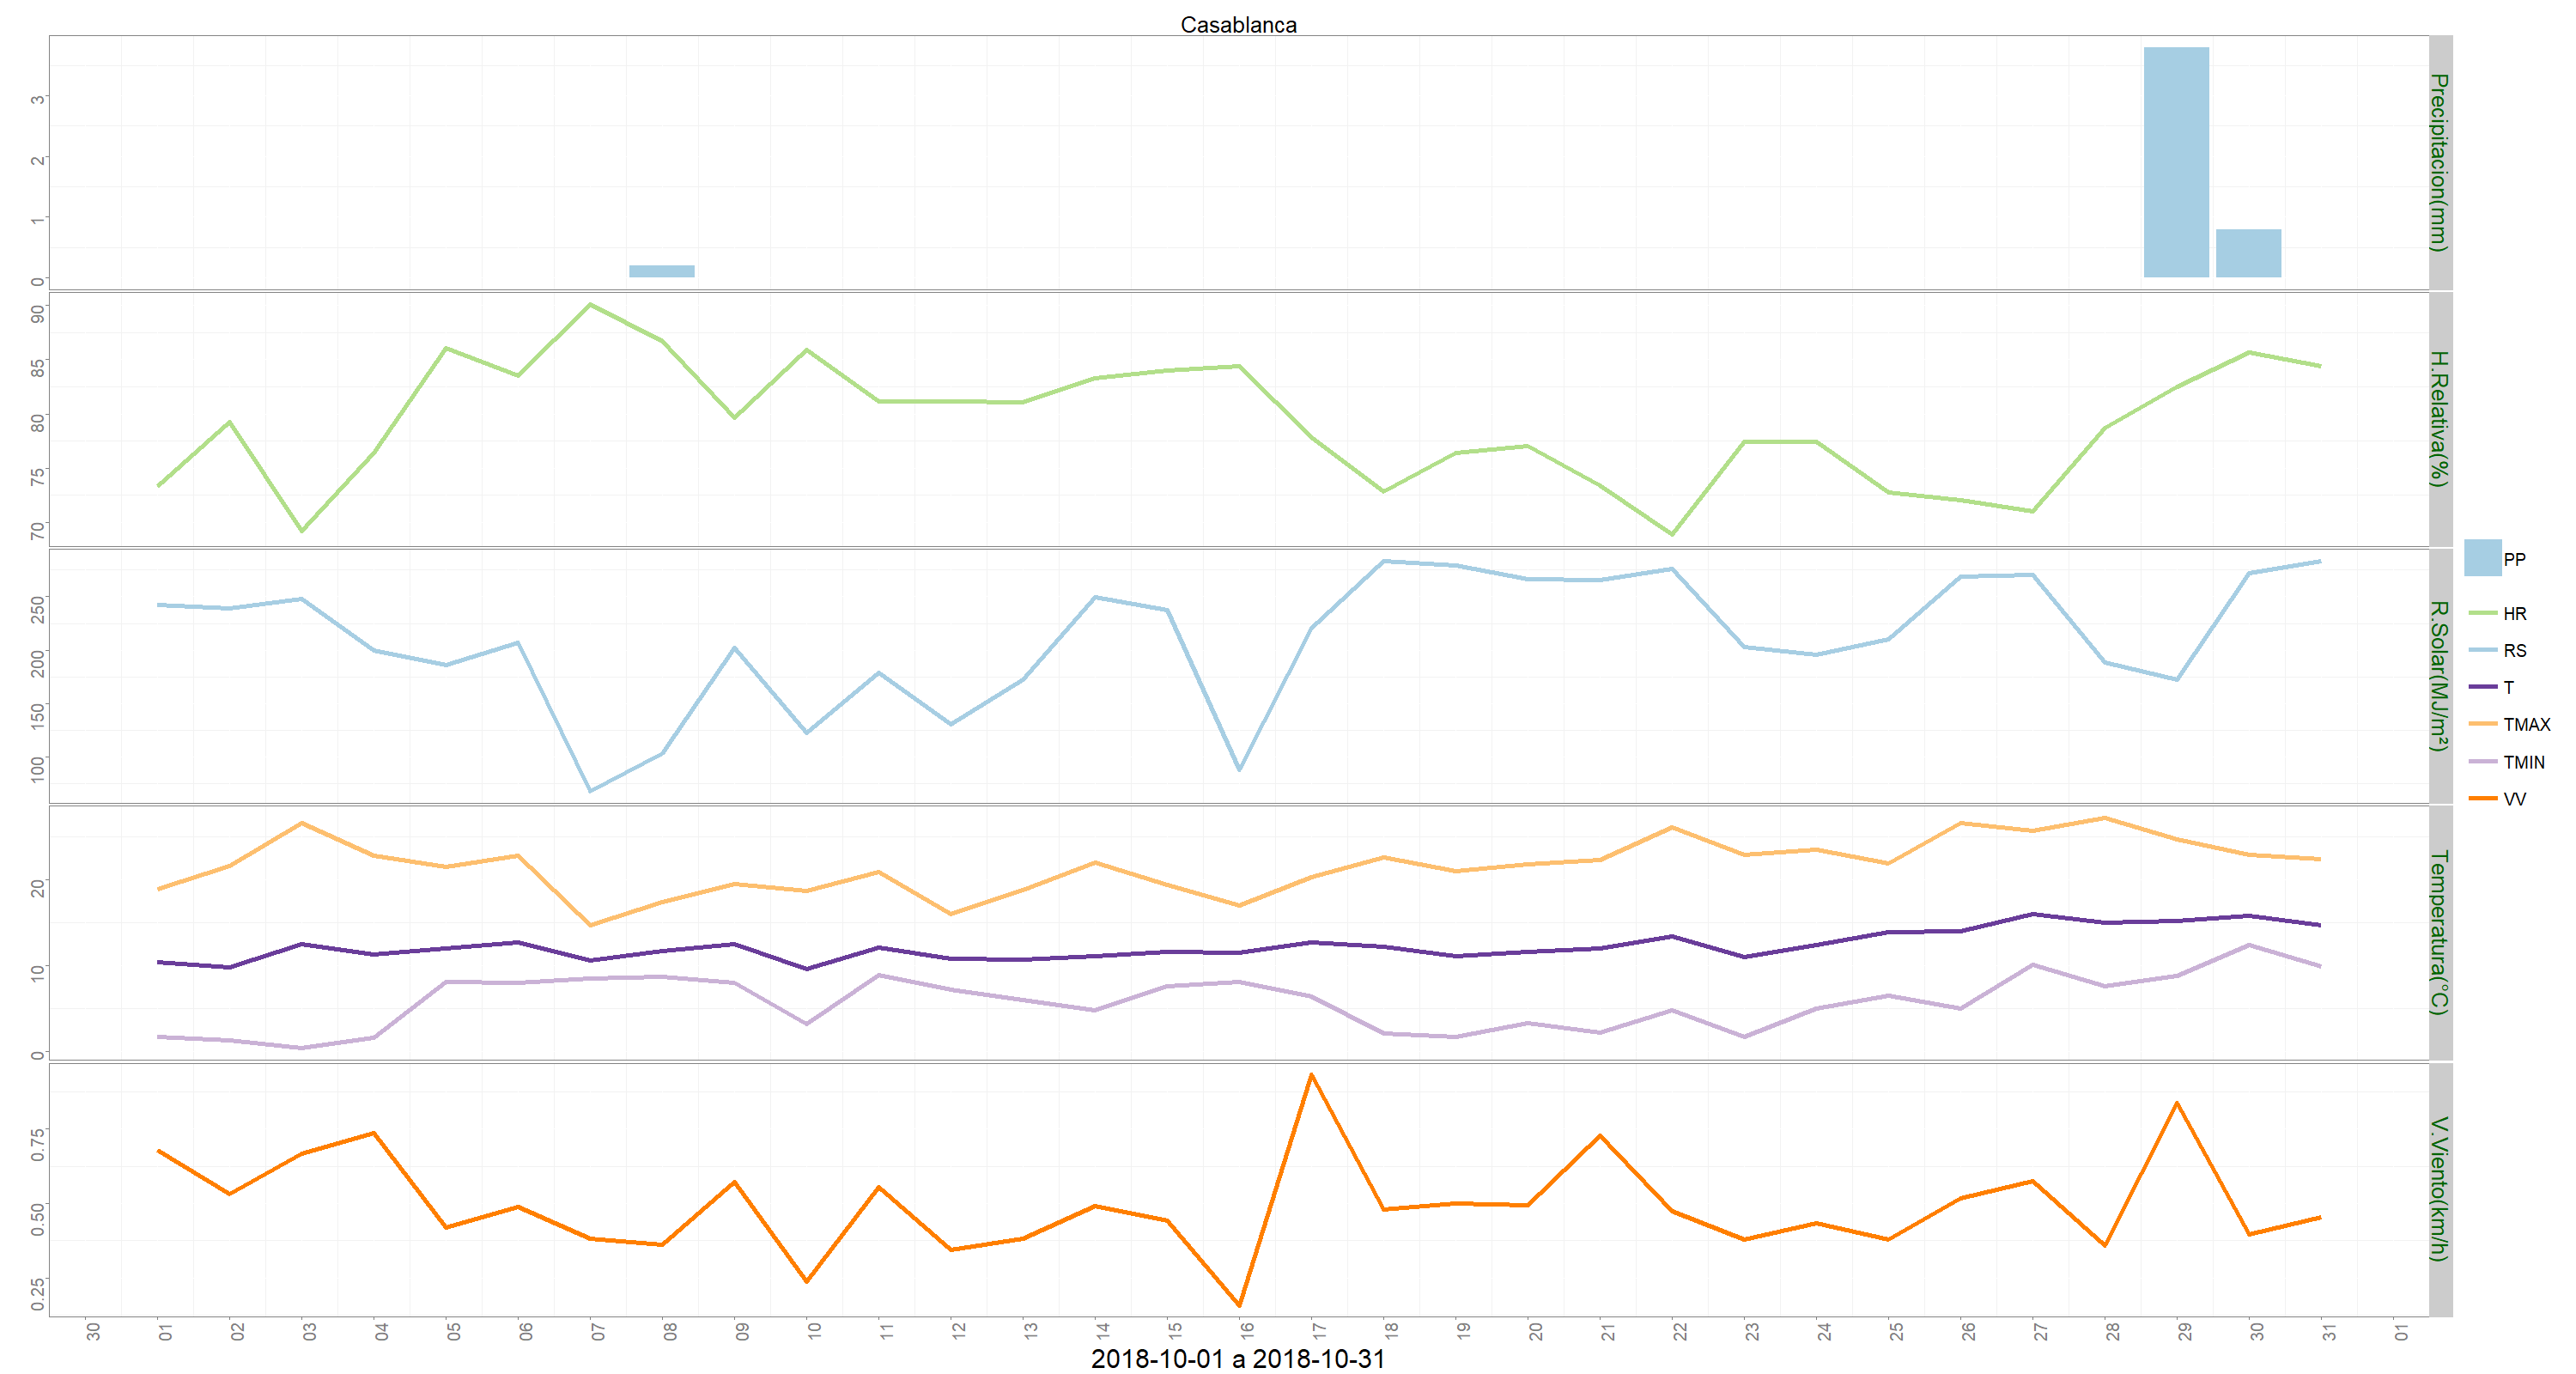 Casablanca
3
2
1
0
Precipitacion(mm)
90
85
80
75
70
H.Relativa(%)
250
200
150
100
R.Solar(MJ/m²)
20
10
0
Temperatura(°C)
0.75
0.50
0.25
V.Viento(km/h)
30 01 02 03 04 05 06 07 08 09 10 11 12 13 14 15 16 17 18 19 20 21 22 23 24 25 26 27 28 29 30 31 01
2018-10-01 a 2018-10-31
PP
HR
RS
T
TMAX
TMIN
VV